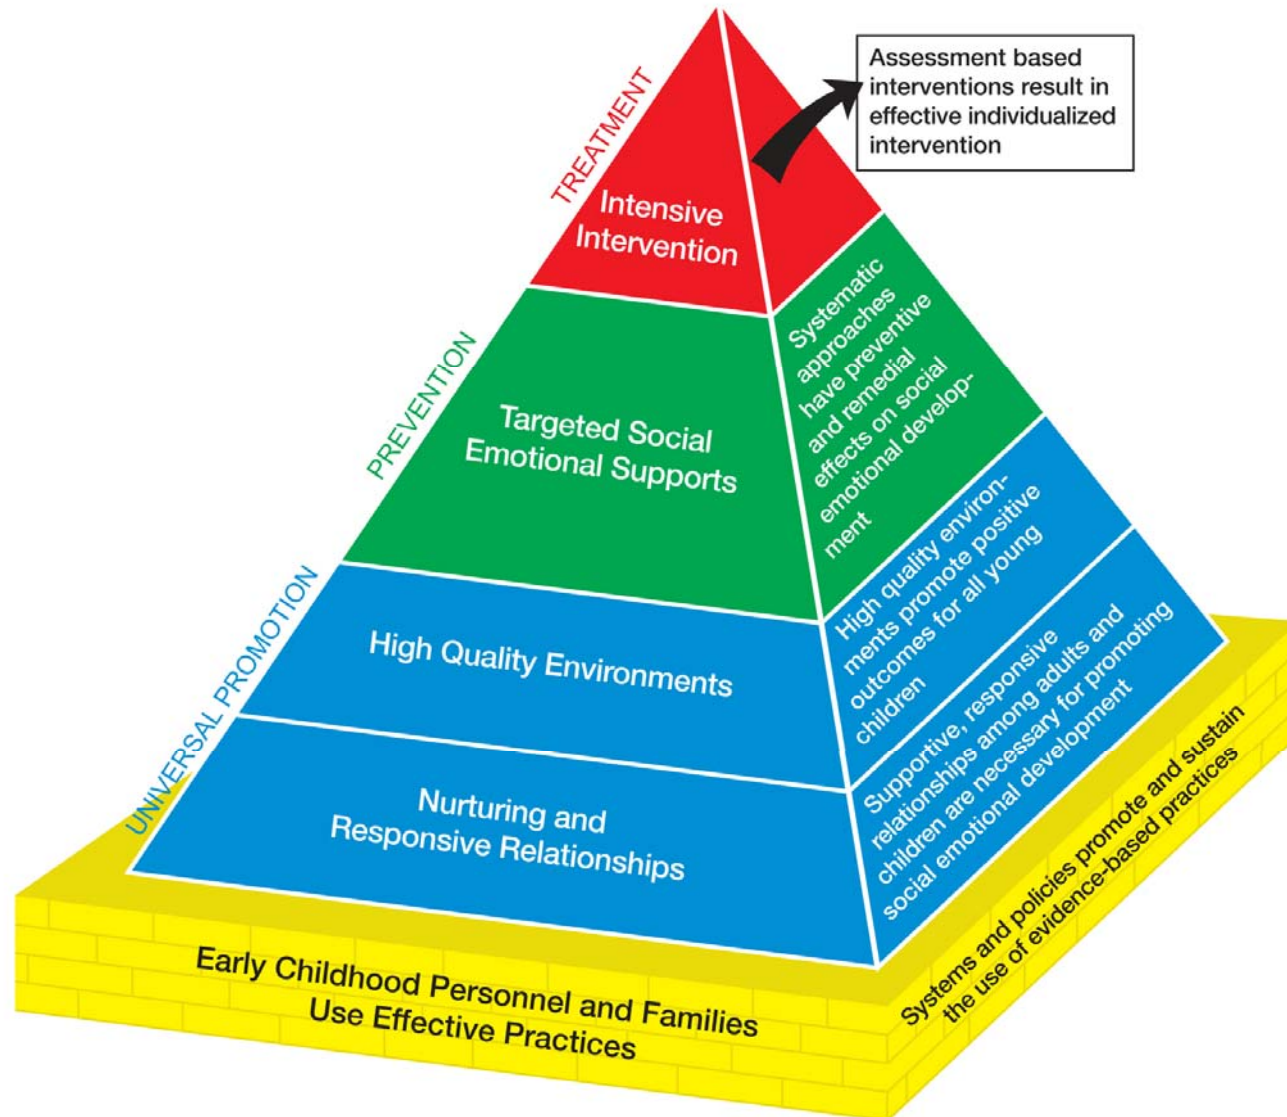 TREATMENT
Intensive
Intervention
Assessment based
interventions result in
effective individualized
intervention
PREVENTION
Targeted Social
Emotional Supports
Systematic
approaches
have preventive
and remedial
effects on social
emotional develop-
ment
UNIVERSAL PROMOTION
High Quality Environments
High quality environ-
ments promote positive
outcomes for all young
children
Nurturing and
Responsive Relationships
Supportive, responsive
relationships among adults and
children are necessary for promoting
social emotional development
Early Childhood Personnel and Families
Use Effective Practices
Systems and policies promote and sustain
the use of evidence-based practices